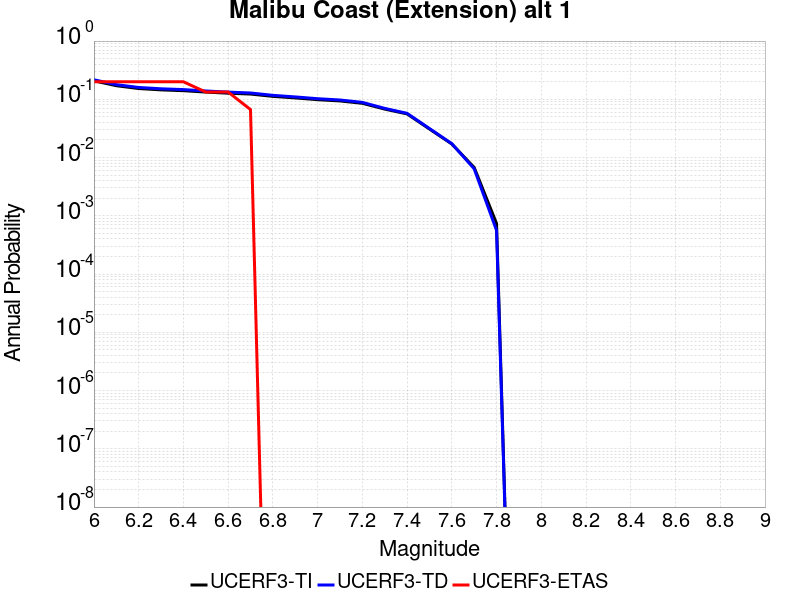 Malibu Coast (Extension) alt 1
10^0
10^-1
10^-2
10^-3
10^-4
10^-5
10^-6
10^-7
10^-8
Annual Probability
6 6.2 6.4 6.6 6.8 7 7.2 7.4 7.6 7.8 8 8.2 8.4 8.6 8.8 9
Magnitude
UCERF3-TI UCERF3-TD UCERF3-ETAS